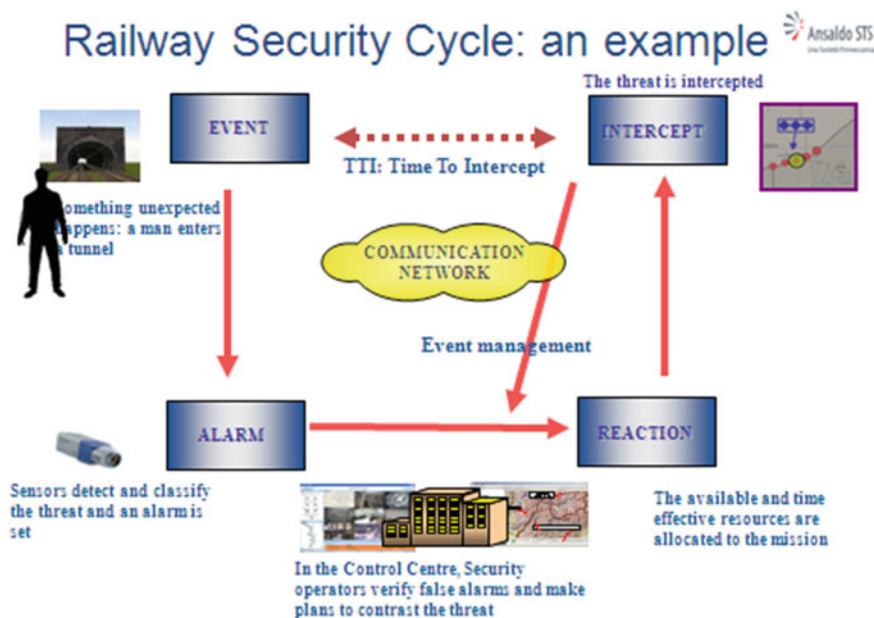 Railway Security Cycle: an example
Ansaldo STS
The threat is intercepted
EVENT
INTERCEPT
TTI: Time To Intercept
omething unexpected
appens: a man enters
tunnel
COMMUNICATION
NETWORK
Event management
ALARM
REACTION
Sensors detect and classify
the threat and an alarm is
set
The available and time
effective resources are
allocated to the mission
In the Control Centre, Security
operators verify false alarms and make
plans to contrast the threat